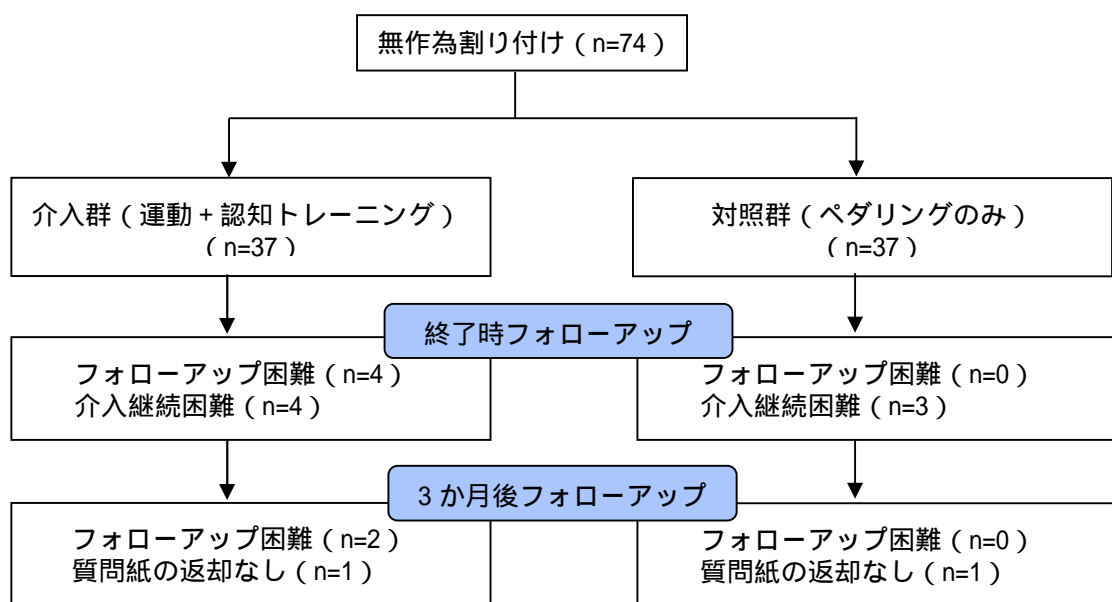 無作為割り付け（n=74）
介入群（運動+認知トレーニング）
（n=37）
対照群（ペダリングのみ）
（n=37）
終了時フォローアップ
フォローアップ困難（n=4）
介入継続困難（n=4）
フォローアップ困難（n=0）
介入継続困難（n=3）
3か月後フォローアップ
フォローアップ困難（n=2）
質問紙の返却なし（n=1）
フォローアップ困難（n=0）
質問紙の返却なし（n=1）